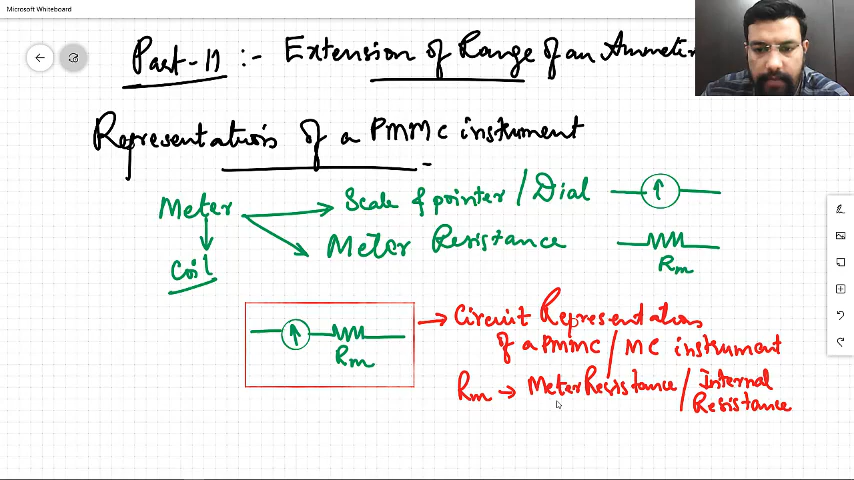 Microsoft Whiteboard
Part-11 :- Extension of Range of an Ammeter
Representation of a PMMC instrument
Meter
Scale & pointer / Dial
Meter Resistance
Rm
Coil
Rm
Circuit Representation
of a PMMC / MC instrument
Rm → Meter Resistance / Internal
Resistance